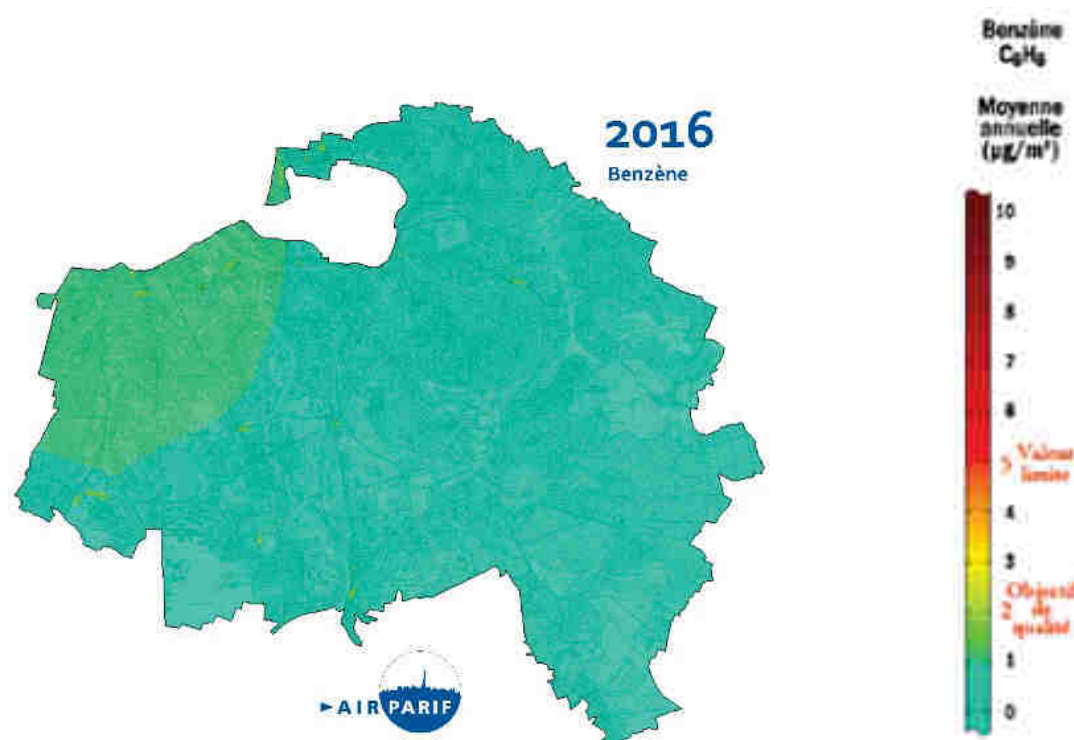 2016
Benzène
AIRPARIF
Benzène
C₆H₆
Moyenne
annuelle
(µg/m³)
10
9
8
7
6
5 Valeur
limite
4
3
Objectif
2 de
qualité
1
0